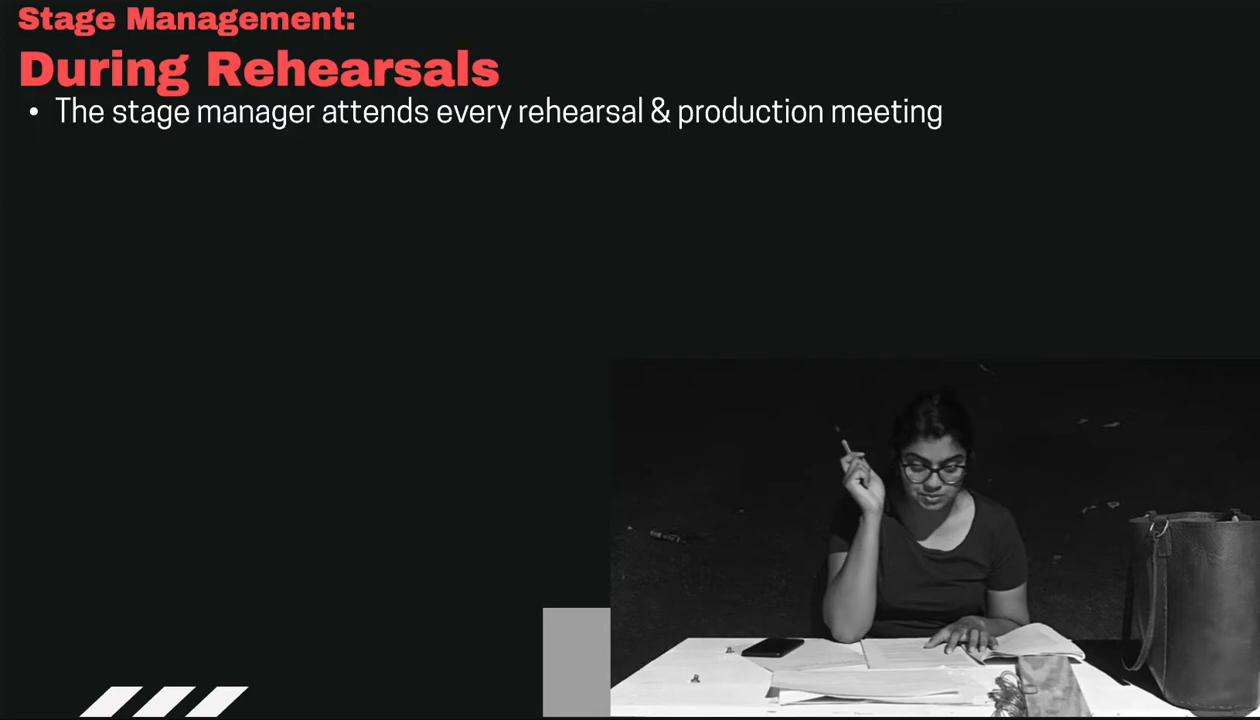 Stage Management:
During Rehearsals
• The stage manager attends every rehearsal & production meeting